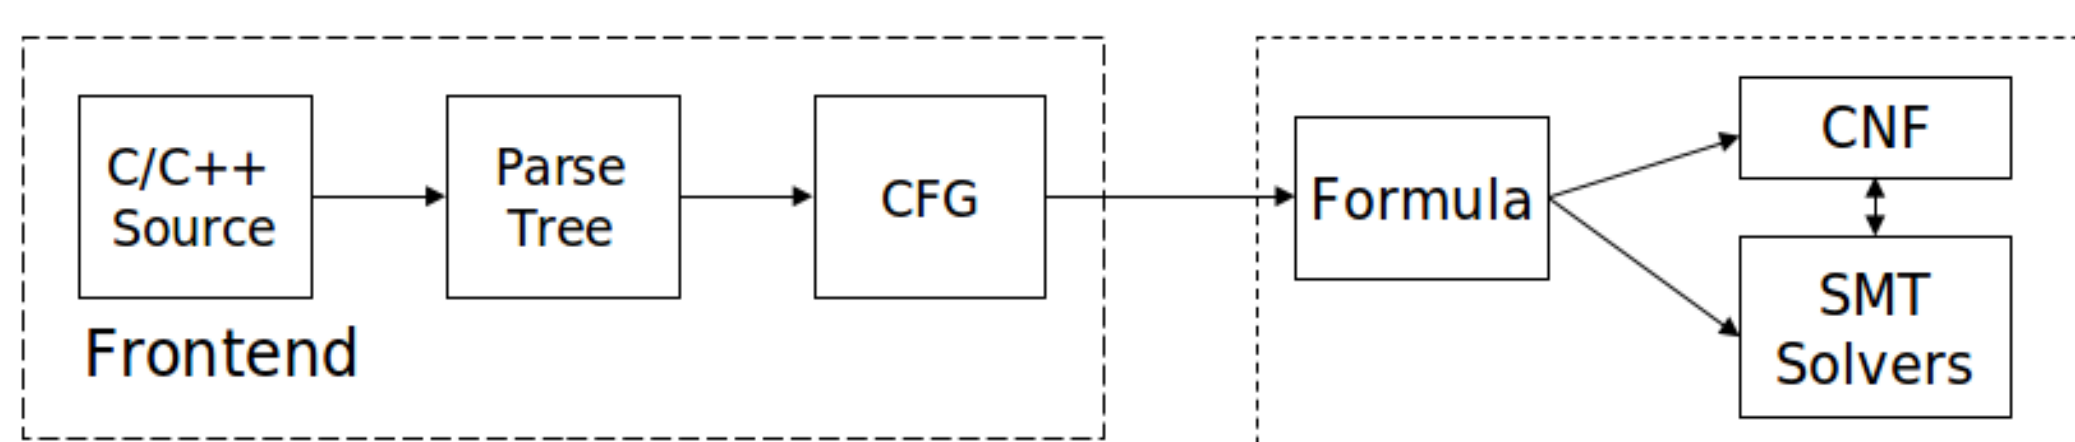 C/C++
Source
Parse
Tree
CFG
Frontend
Formula
CNF
SMT
Solvers